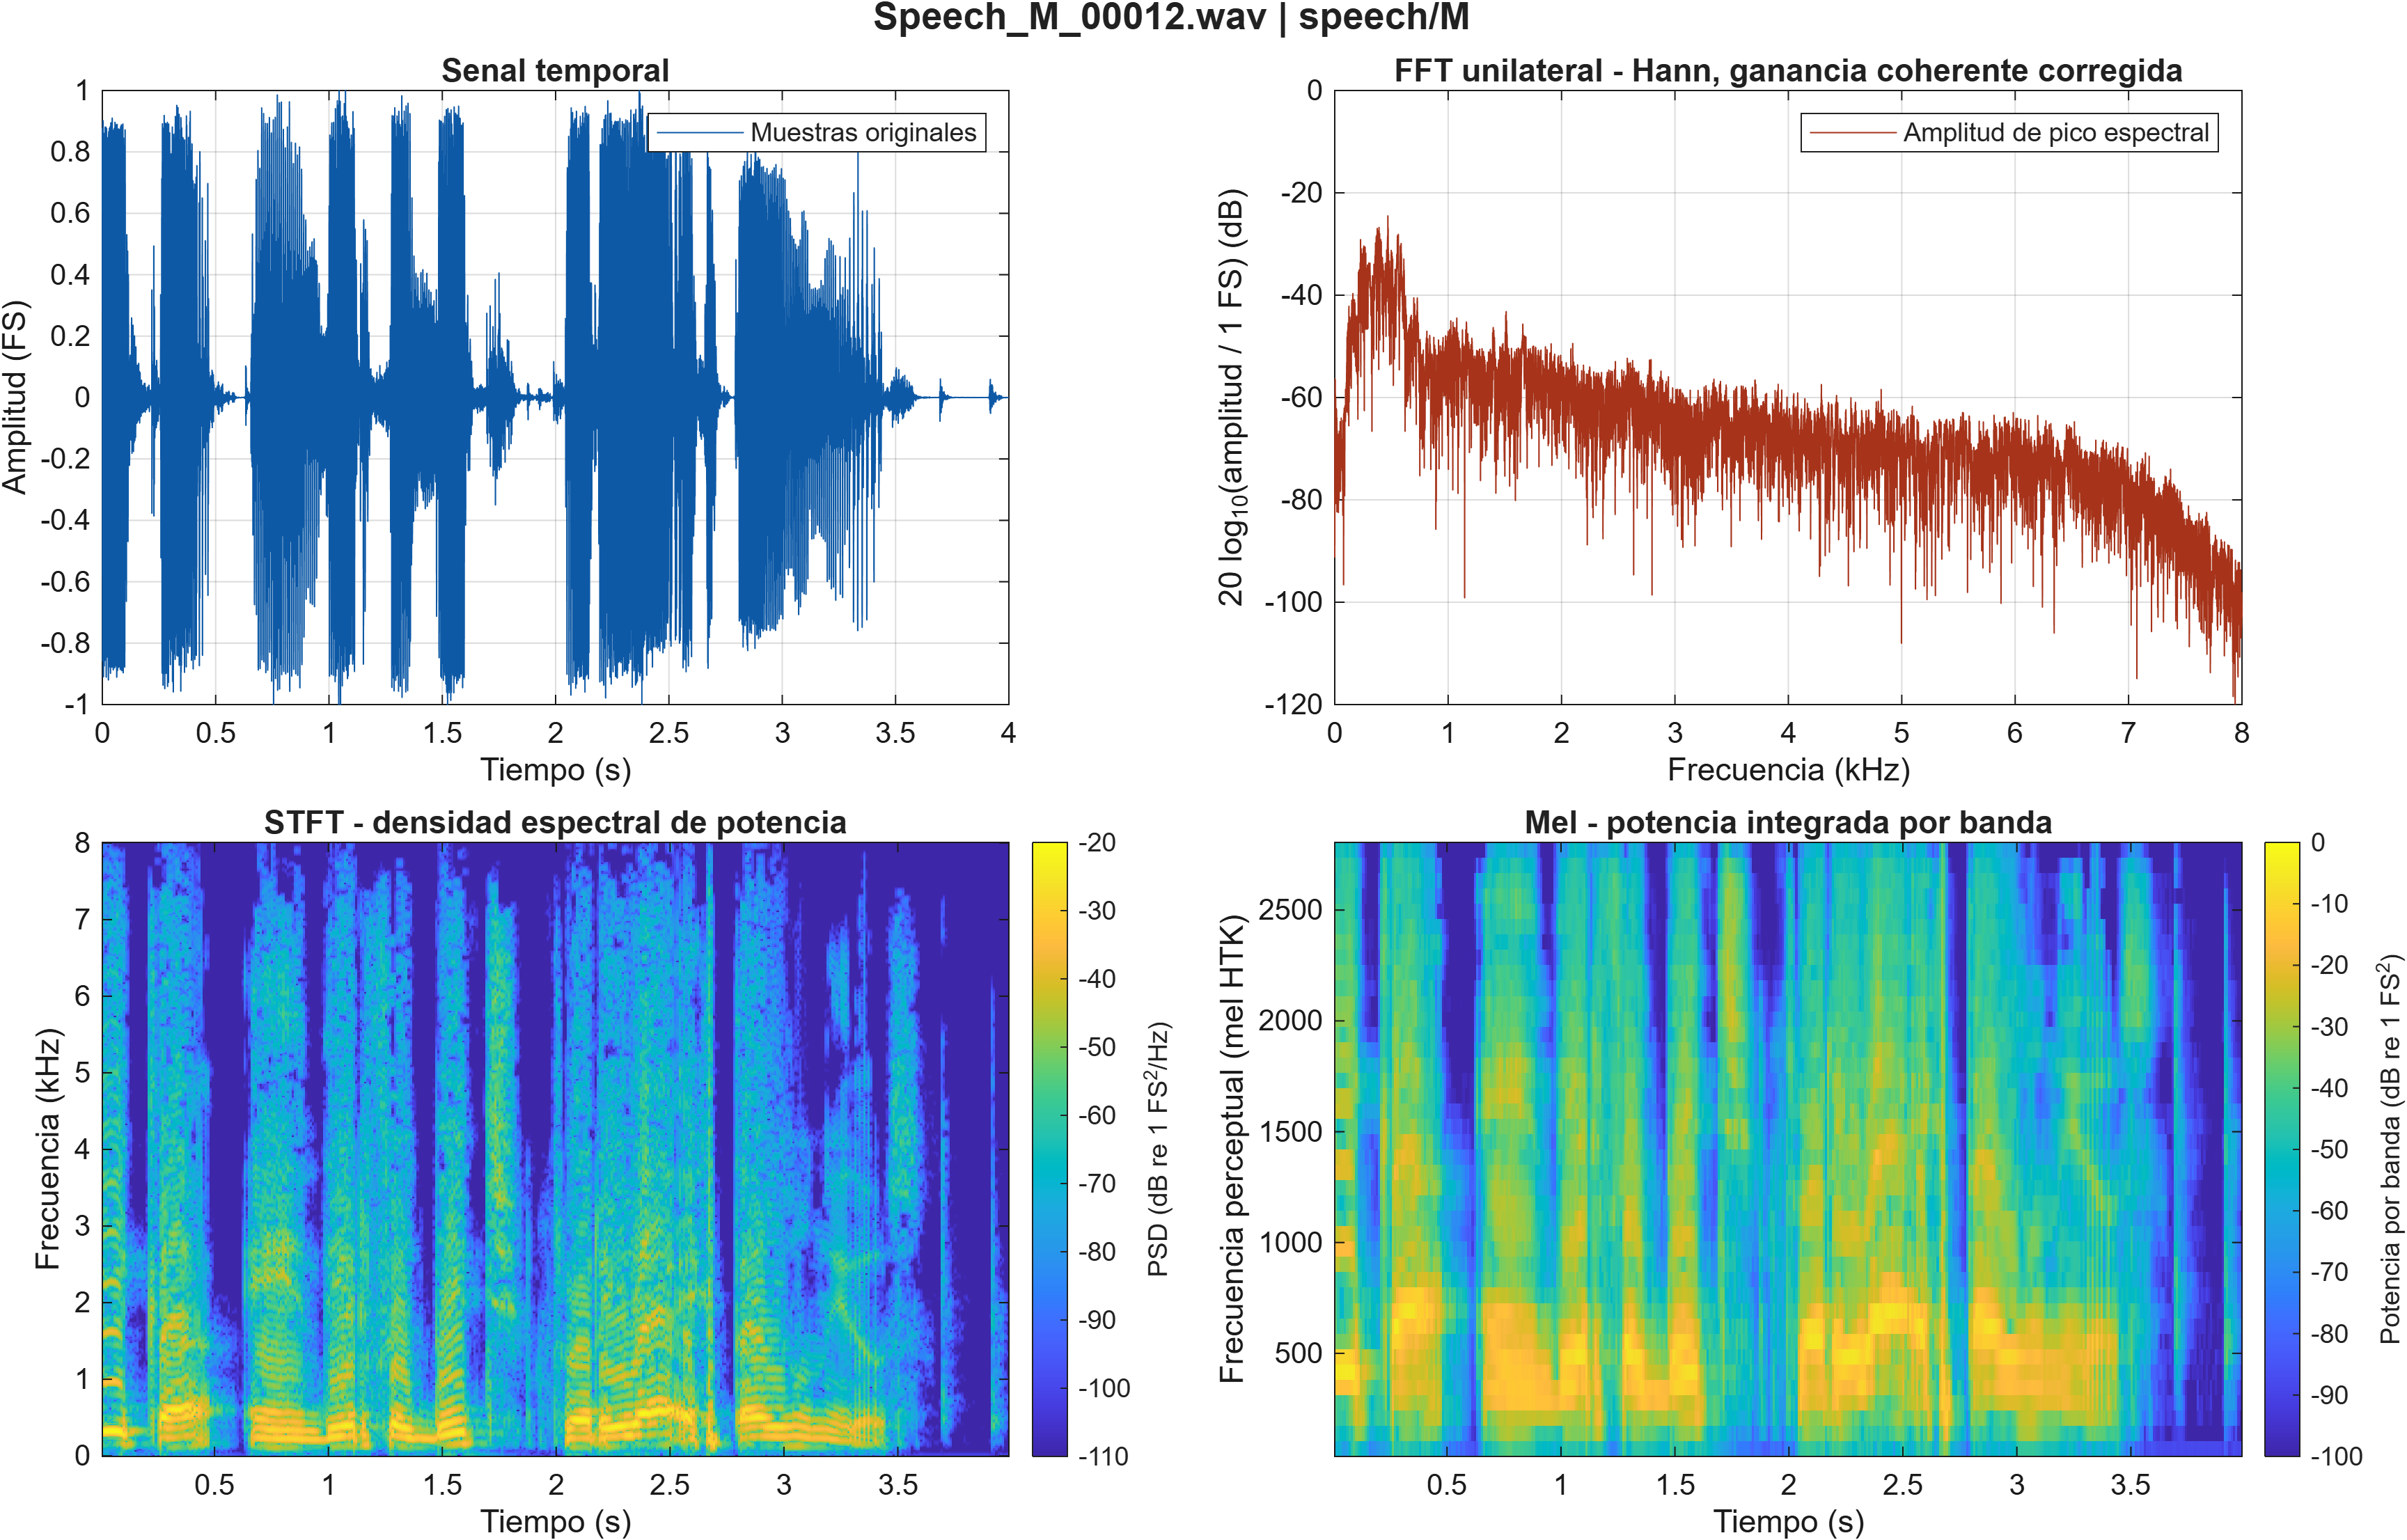 Speech_M_00012.wav | speech/M
Senal temporal
Muestras originales
1
0.8
0.6
0.4
0.2
0
-0.2
-0.4
-0.6
-0.8
-1
Amplitud (FS)
0 0.5 1 1.5 2 2.5 3 3.5 4
Tiempo (s)
FFT unilateral - Hann, ganancia coherente corregida
Amplitud de pico espectral
0
-20
-40
-60
-80
-100
-120
20 log10(amplitud / 1 FS) (dB)
0 1 2 3 4 5 6 7 8
Frecuencia (kHz)
STFT - densidad espectral de potencia
8
7
6
5
4
3
2
1
0
Frecuencia (kHz)
0.5 1 1.5 2 2.5 3 3.5
Tiempo (s)
-20
-30
-40
-50
-60
-70
-80
-90
-100
-110
PSD (dB re 1 FS²/Hz)
Mel - potencia integrada por banda
2500
2000
1500
1000
500
Frecuencia perceptual (mel HTK)
0.5 1 1.5 2 2.5 3 3.5
Tiempo (s)
0
-10
-20
-30
-40
-50
-60
-70
-80
-90
-100
Potencia por banda (dB re 1 FS²)